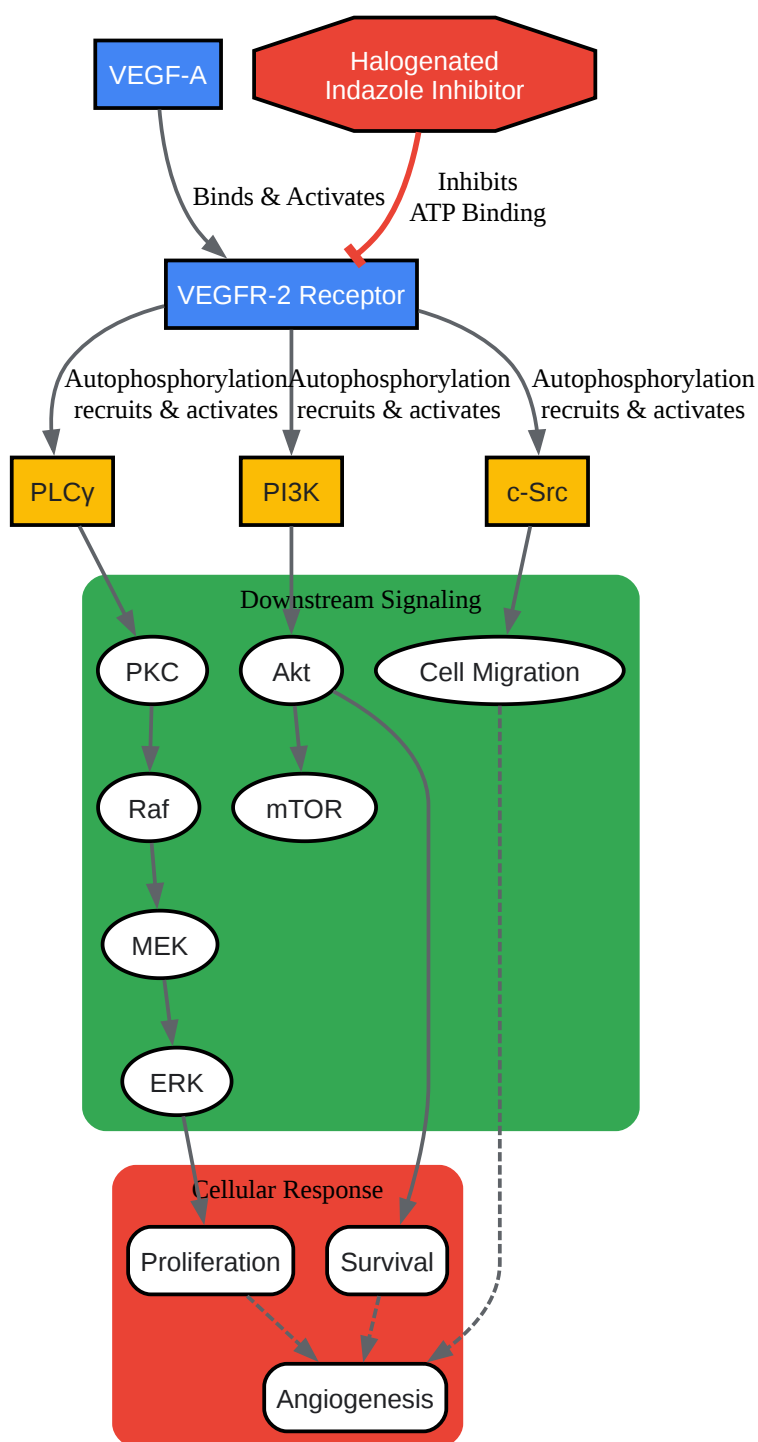 VEGF-A
Halogenated
Indazole Inhibitor
Binds & Activates
Inhibits
ATP Binding
VEGFR-2 Receptor
Autophosphorylation
recruits & activates
Autophosphorylation
recruits & activates
Autophosphorylation
recruits & activates
PLCγ
PI3K
c-Src
Downstream Signaling
PKC
Akt
Cell Migration
Raf
mTOR
MEK
ERK
Cellular Response
Proliferation
Survival
Angiogenesis